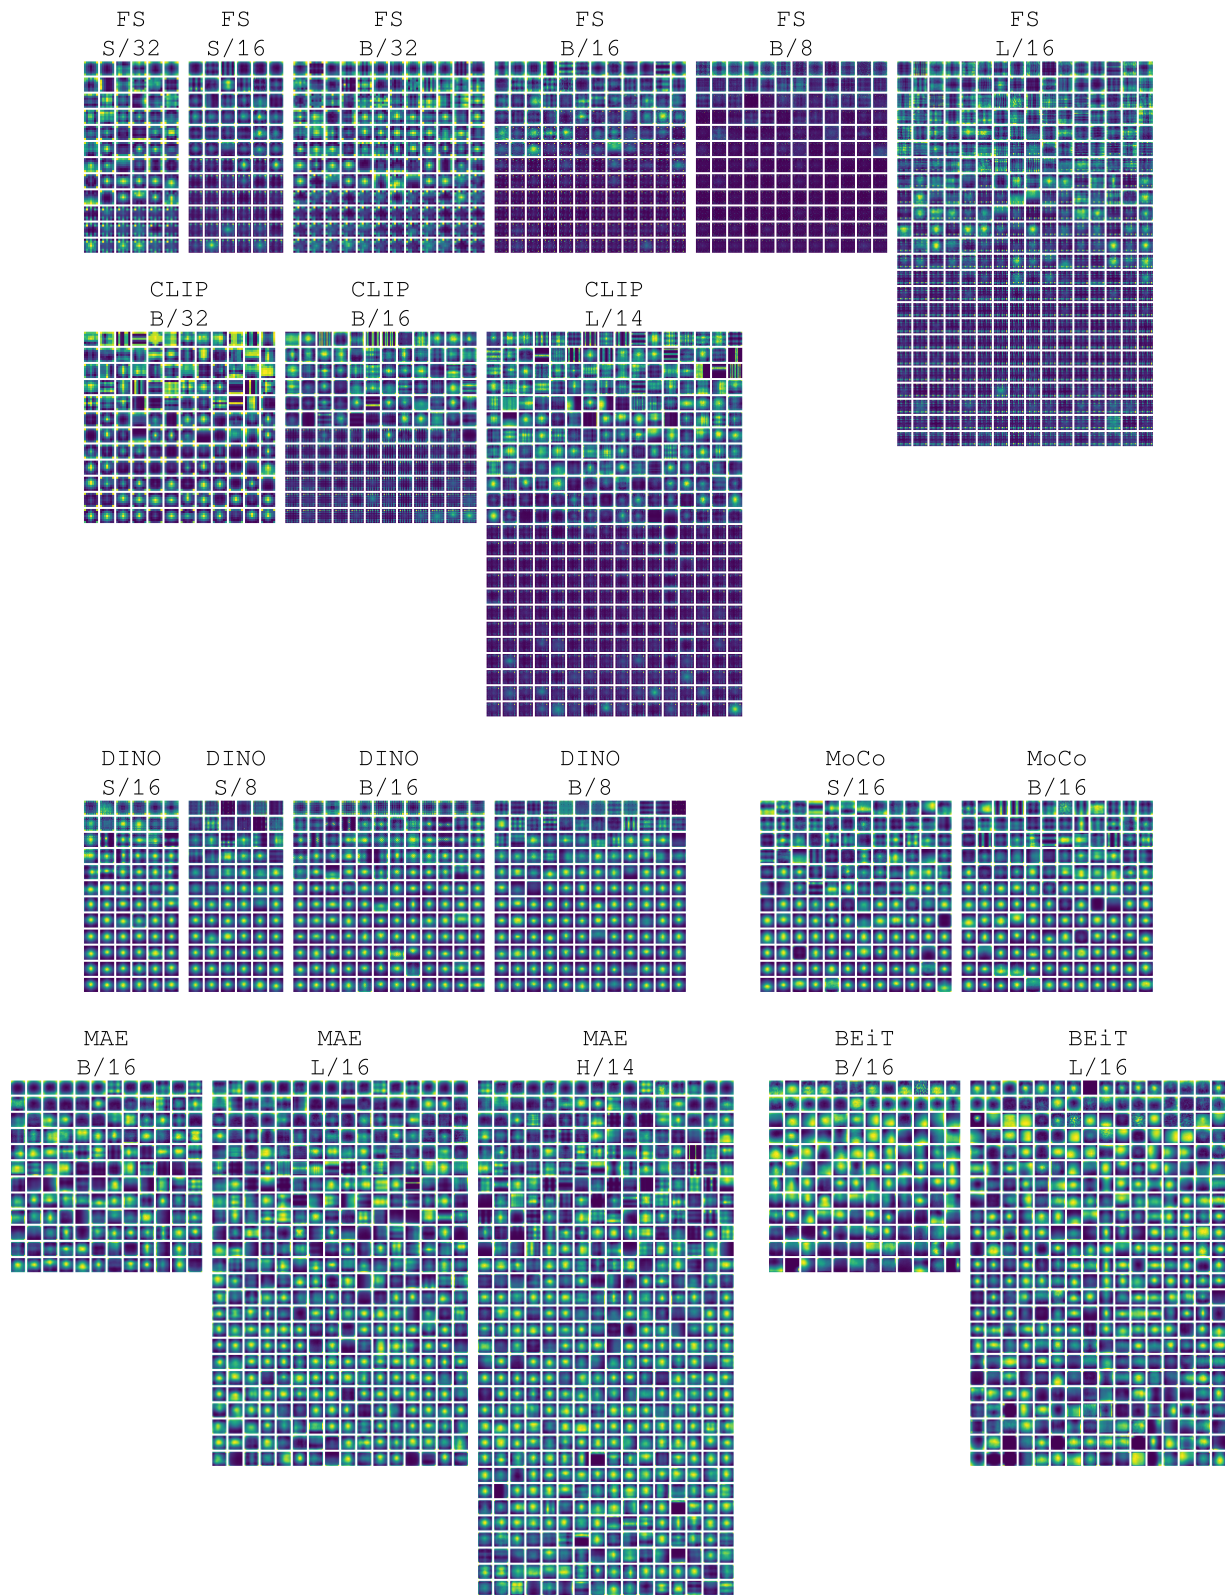 FS FS FS FS FS FS
S/32 S/16 B/32 B/16 B/8 L/16
CLIP CLIP CLIP
B/32 B/16 L/14
DINO DINO DINO DINO MoCo MoCo
S/16 S/8 B/16 B/8 S/16 B/16
MAE MAE MAE BEiT BEiT
B/16 L/16 H/14 B/16 L/16